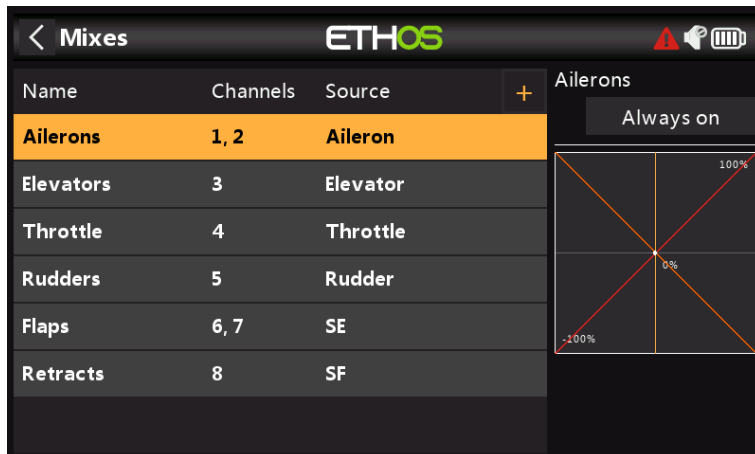 Mixes
ETHOS
Name Channels Source +
Ailerons 1, 2 Aileron
Elevators 3 Elevator
Throttle 4 Throttle
Rudders 5 Rudder
Flaps 6, 7 SE
Retracts 8 SF
Ailerons
Always on
100%
0%
-100%